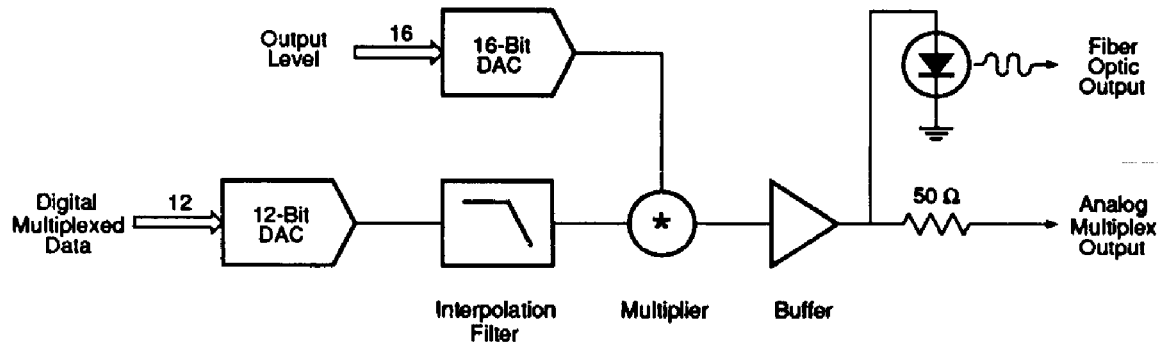 Output
Level
16
16-Bit
DAC
Fiber
Optic
Output
Digital
Multiplexed
Data
12
12-Bit
DAC
*
50 Ω
Analog
Multiplex
Output
Interpolation
Filter
Multiplier
Buffer